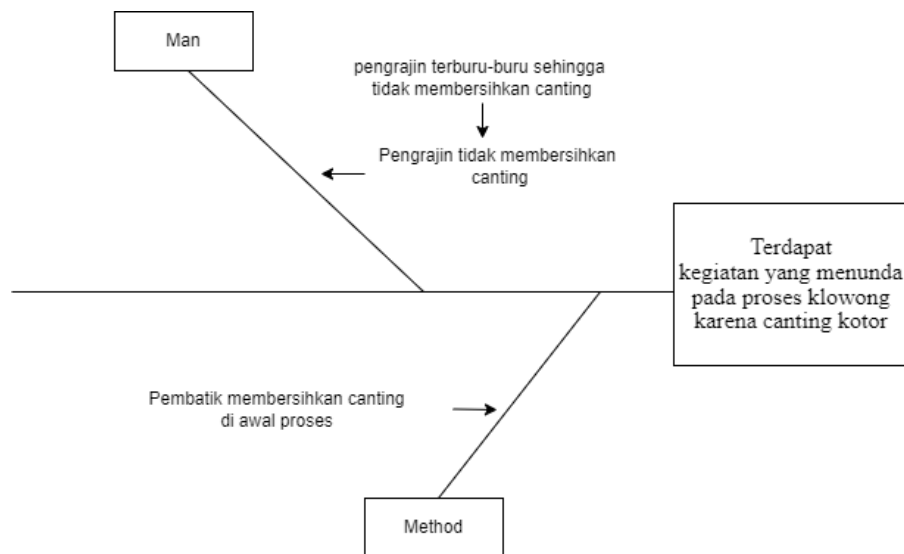 Man
pengrajin terburu-buru sehingga
tidak membersihkan canting
Pengrajin tidak membersihkan
canting
Terdapat
kegiatan yang menunda
pada proses klowong
karena canting kotor
Pembatik membersihkan canting
di awal proses
Method